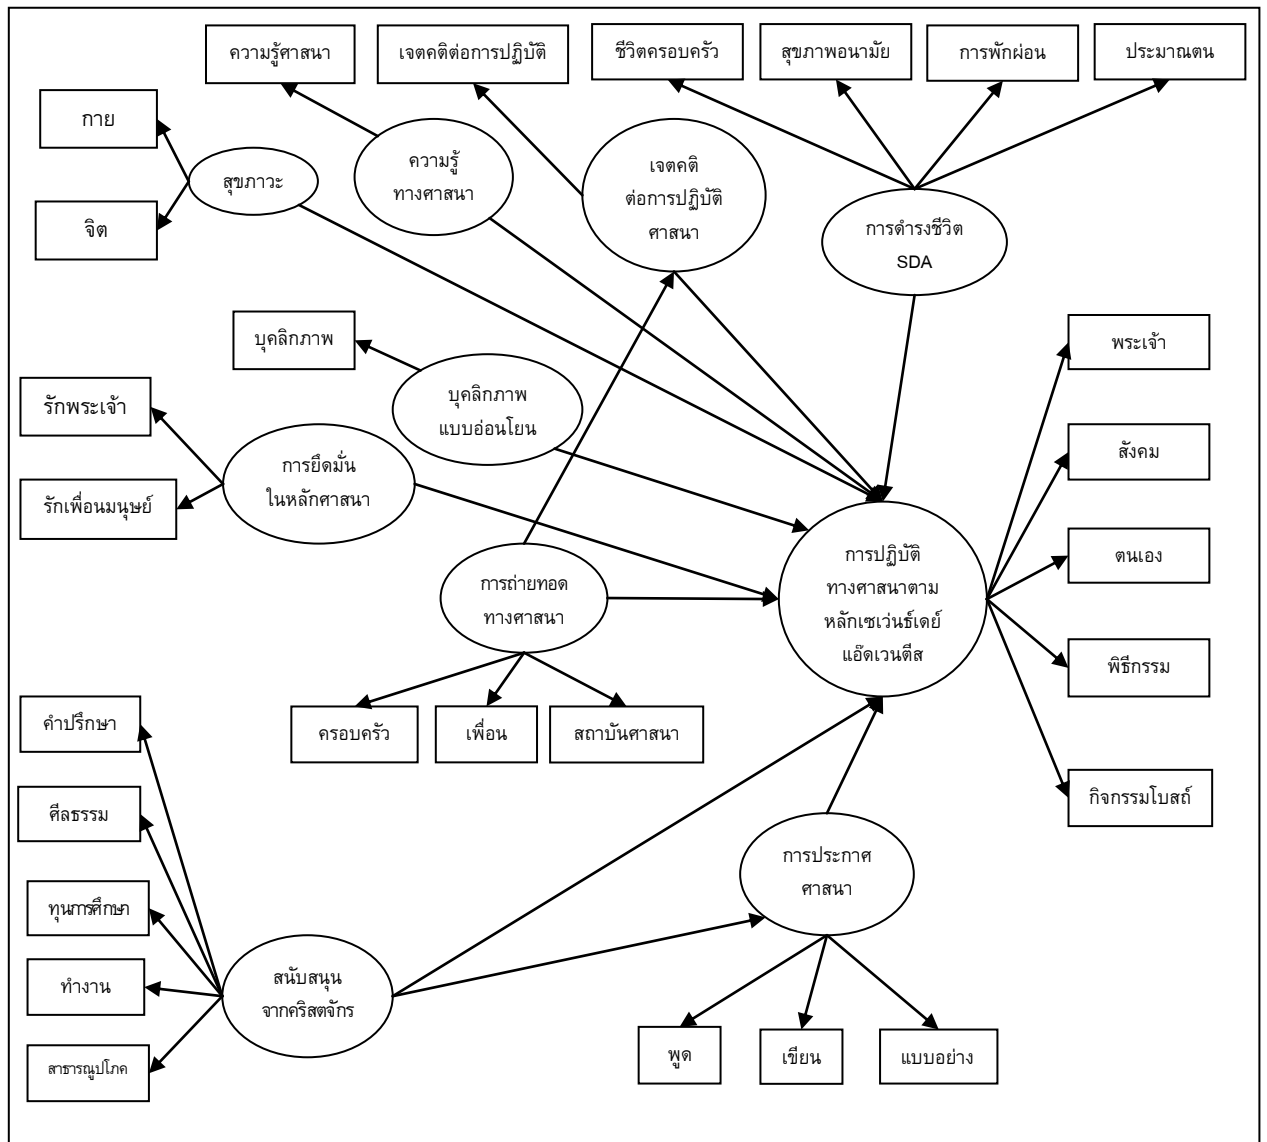 ความรู้ศาสนา
เจตคติต่อการปฏิบัติ
ชีวิตครอบครัว
สุขภาพอนามัย
การพักผ่อน
ประมาณตน
กาย
จิต
สุขภาวะ
ความรู้
ทางศาสนา
เจตคติ
ต่อการปฏิบัติ
ศาสนา
การดำรงชีวิต
SDA
บุคลิกภาพ
บุคลิกภาพ
แบบอ่อนโยน
รักพระเจ้า
รักเพื่อนมนุษย์
การยึดมั่น
ในหลักศาสนา
พระเจ้า
สังคม
ตนเอง
พิธีกรรม
กิจกรรมโบสถ์
การปฏิบัติ
ทางศาสนาตาม
หลักเซเว่นธ์เดย์
แอ๊ดเวนตีส
การถ่ายทอด
ทางศาสนา
ครอบครัว
เพื่อน
สถาบันศาสนา
คำปรึกษา
ศีลธรรม
ทุนการศึกษา
ทำงาน
สาธารณูปโภค
สนับสนุน
จากคริสตจักร
การประกาศ
ศาสนา
พูด
เขียน
แบบอย่าง